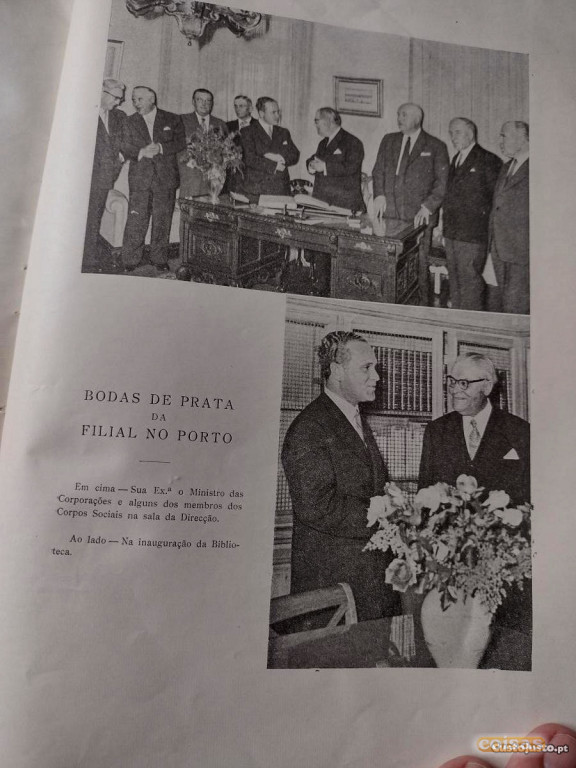 BODAS DE PRATA
DA
FILIAL NO PORTO
Em cima — Sua Ex.ª o Ministro das
Corporações e alguns dos membros dos
Corpos Sociais na sala da Direcção.
Ao lado — Na inauguração da Biblio-
teca.
coisas
CustoJusto.pt